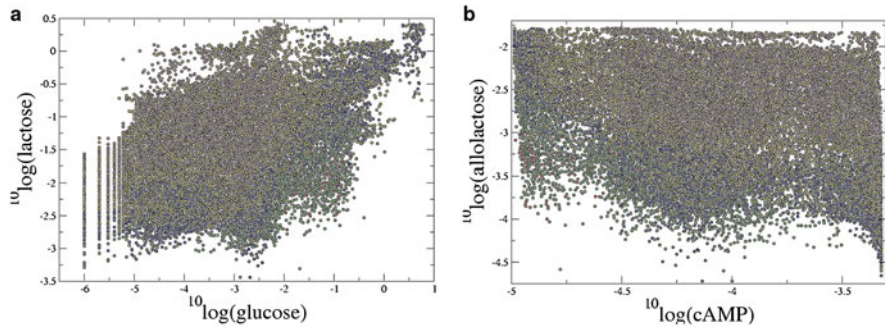 a
0.5
0
-0.5
-1
-1.5
-2
-2.5
-3
-3.5
10log(lactose)
-6 -5 -4 -3 -2 -1 0 1
10log(glucose)
b
-2
-2.5
-3
-3.5
-4
-4.5
10log(allolactose)
-5 -4.5 -4 -3.5
10log(cAMP)